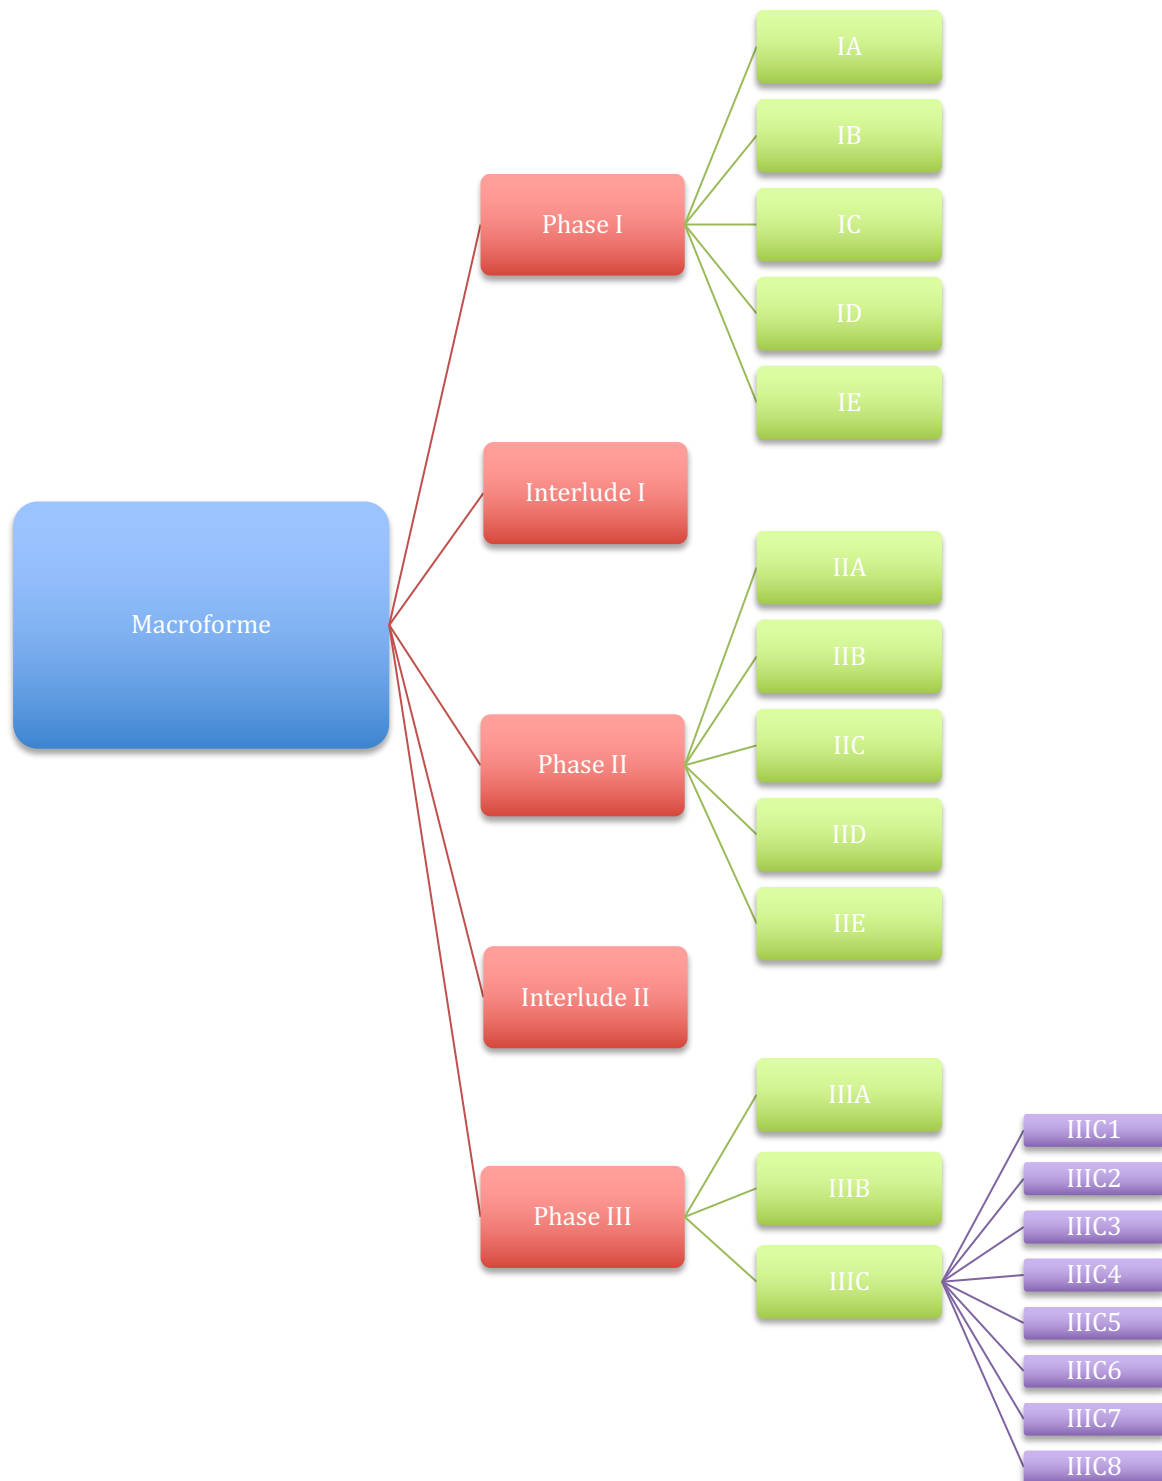 Macroforme
Phase I
IA
IB
IC
ID
IE
Interlude I
Phase II
IIA
IIB
IIC
IID
IIE
Interlude II
Phase III
IIIA
IIIB
IIIC
IIIC1
IIIC2
IIIC3
IIIC4
IIIC5
IIIC6
IIIC7
IIIC8